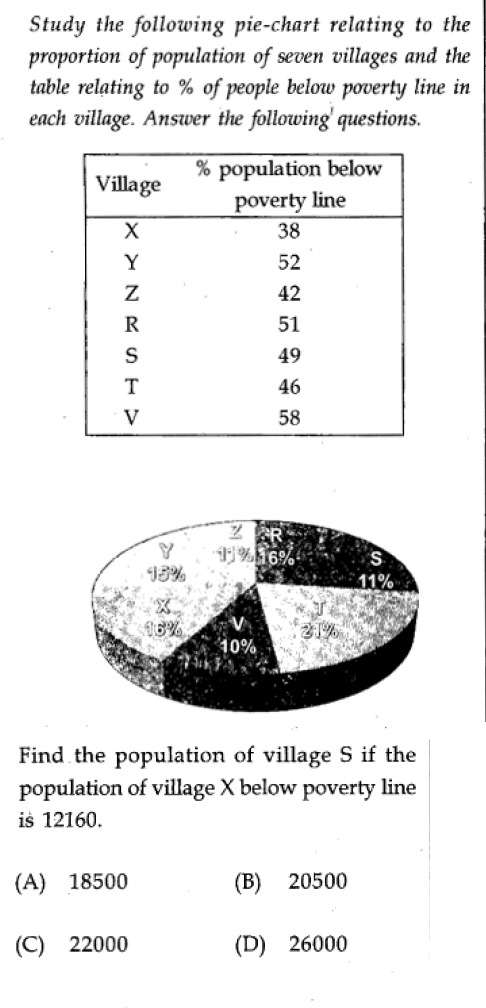 Study the following pie-chart relating to the
proportion of population of seven villages and the
table relating to % of people below poverty line in
each village. Answer the following questions.
Village % population below
poverty line
X 38
Y 52
Z 42
R 51
S 49
T 46
V 58
Z
11%
R
16%
Y
15%
S
11%
X
16%
T
21%
V
10%
Find the population of village S if the
population of village X below poverty line
is 12160.
(A) 18500 (B) 20500
(C) 22000 (D) 26000